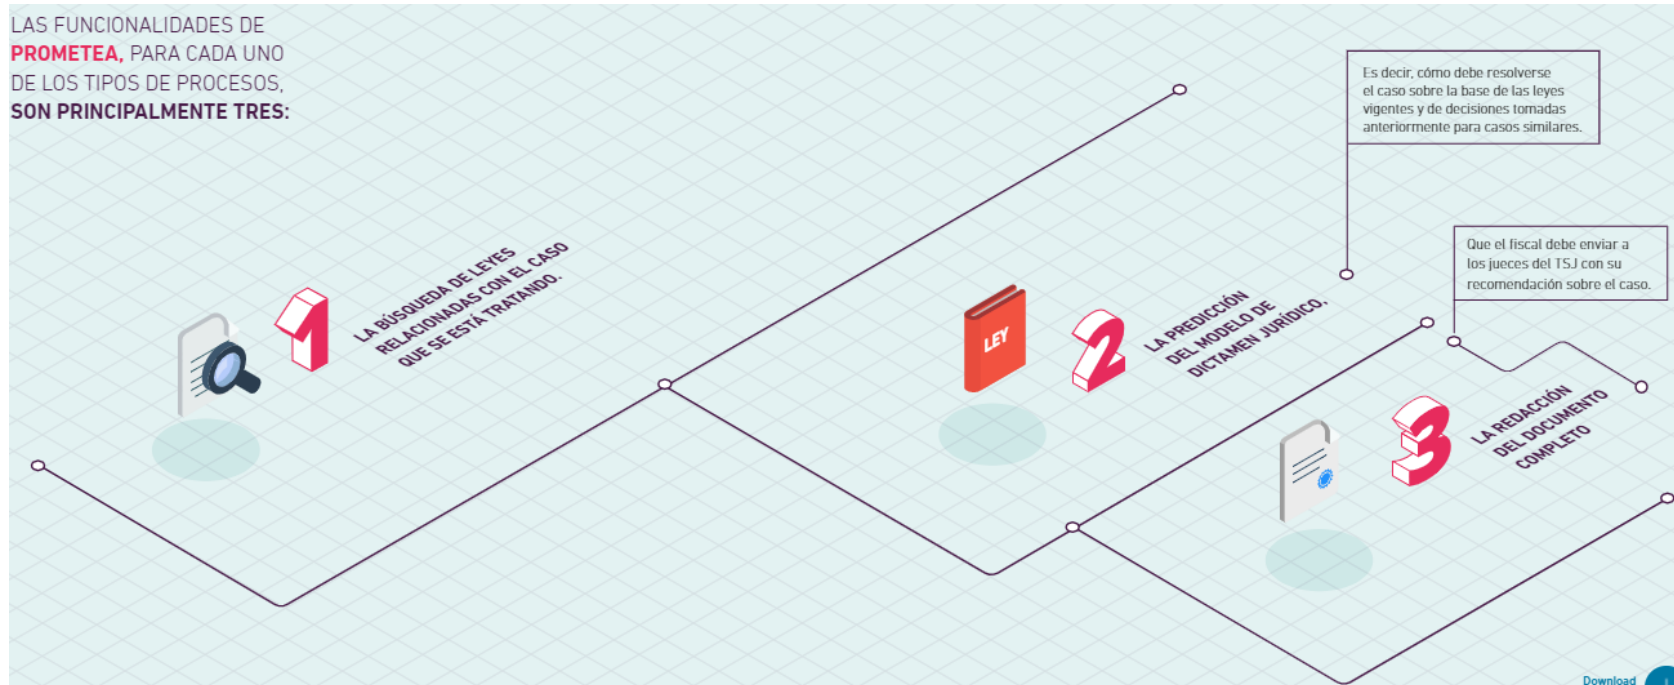 LAS FUNCIONALIDADES DE
PROMETEA, PARA CADA UNO
DE LOS TIPOS DE PROCESOS,
SON PRINCIPALMENTE TRES:
1
LA BÚSQUEDA DE LEYES
RELACIONADAS CON EL CASO
QUE SE ESTÁ TRATANDO.
LEY
2
LA PREDICCIÓN
DEL MODELO DE
DICTAMEN JURÍDICO,
Es decir, cómo debe resolverse
el caso sobre la base de las leyes
vigentes y de decisiones tomadas
anteriormente para casos similares.
3
LA REDACCIÓN
DEL DOCUMENTO
COMPLETO
Que el fiscal debe enviar a
los jueces del TSJ con su
recomendación sobre el caso.
Download